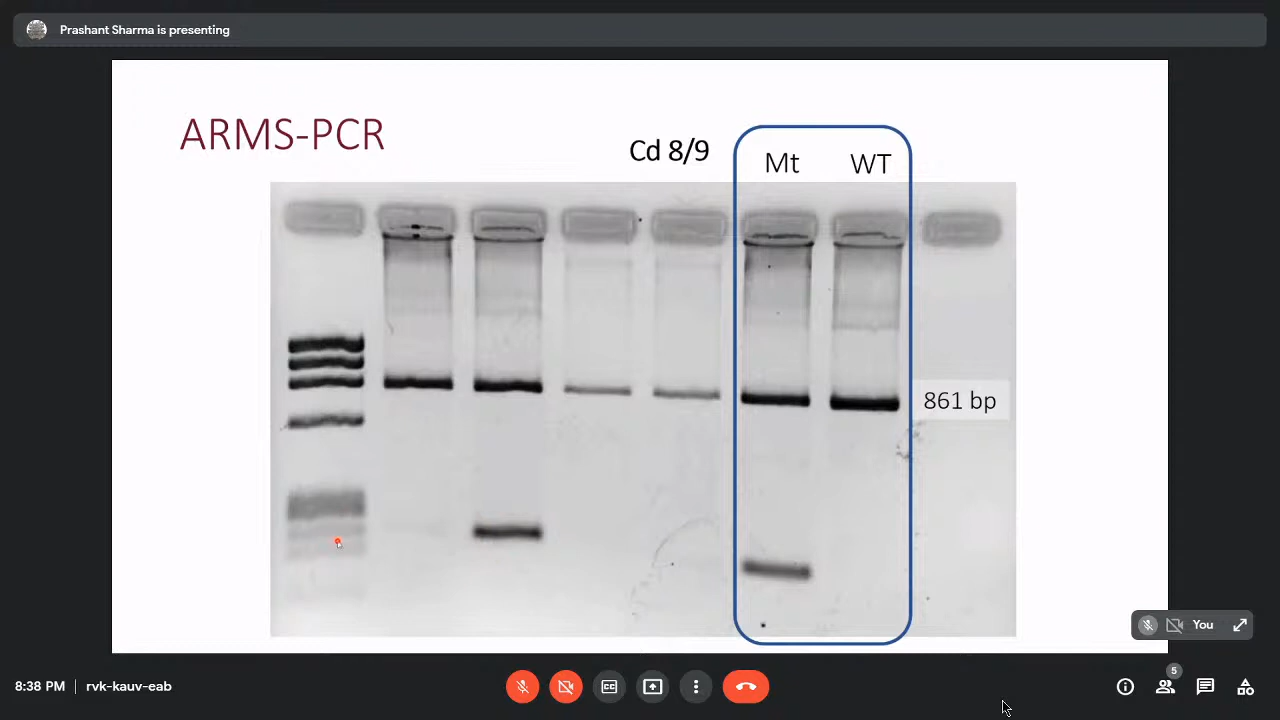 Prashant Sharma is presenting
ARMS-PCR
Cd 8/9
Mt
WT
861 bp
You
8:38 PM
rvk-kauv-eab
CC
5